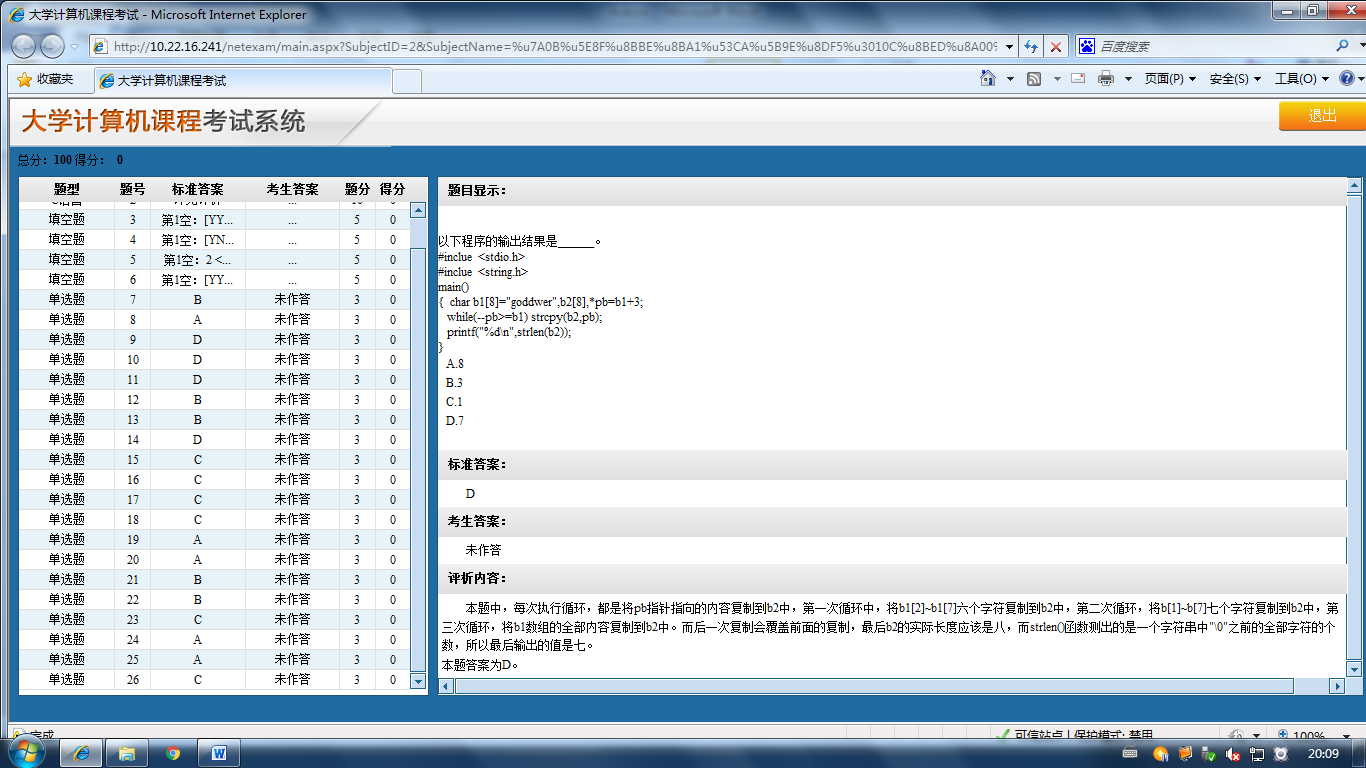 大学计算机课程考试 - Microsoft Internet Explorer
http://10.22.16.241/netexam/main.aspx?SubjectID=2&SubjectName=%u7A0B%u5E8F%u8BBE%u8BA1%u53CA%u5B9E%u8DF5%u3010C%u8BED%u8A00%
百度搜索
收藏夹
大学计算机课程考试
页面(P)
安全(S)
工具(O)
大学计算机课程考试系统
退出
总分：100 得分： 0
题型 题号 标准答案 考生答案 题分 得分
填空题 3 第1空：[YY... ... 5 0
填空题 4 第1空：[YN... ... 5 0
填空题 5 第1空：2 <... ... 5 0
填空题 6 第1空：[YY... ... 5 0
单选题 7 B 未作答 3 0
单选题 8 A 未作答 3 0
单选题 9 D 未作答 3 0
单选题 10 D 未作答 3 0
单选题 11 D 未作答 3 0
单选题 12 B 未作答 3 0
单选题 13 B 未作答 3 0
单选题 14 D 未作答 3 0
单选题 15 C 未作答 3 0
单选题 16 C 未作答 3 0
单选题 17 C 未作答 3 0
单选题 18 C 未作答 3 0
单选题 19 A 未作答 3 0
单选题 20 A 未作答 3 0
单选题 21 B 未作答 3 0
单选题 22 B 未作答 3 0
单选题 23 C 未作答 3 0
单选题 24 A 未作答 3 0
单选题 25 A 未作答 3 0
单选题 26 C 未作答 3 0
题目显示：
以下程序的输出结果是______。
#inclue <stdio.h>
#inclue <string.h>
main()
{ char b1[8]="goddwer",b2[8],*pb=b1+3;
while(--pb>=b1) strcpy(b2,pb);
printf("%d\n",strlen(b2));
}
A.8
B.3
C.1
D.7
标准答案：
D
考生答案：
未作答
评析内容：
本题中，每次执行循环，都是将pb指针指向的内容复制到b2中，第一次循环中，将b1[2]~b1[7]六个字符复制到b2中，第二次循环，将b[1]~b[7]七个字符复制到b2中，第
三次循环，将b1数组的全部内容复制到b2中。而后一次复制会覆盖前面的复制，最后b2的实际长度应该是八，而strlen()函数测出的是一个字符串中"\0"之前的全部字符的个
数，所以最后输出的值是七。
本题答案为D。
完成
可信站点 | 保护模式: 禁用
100%
20:09